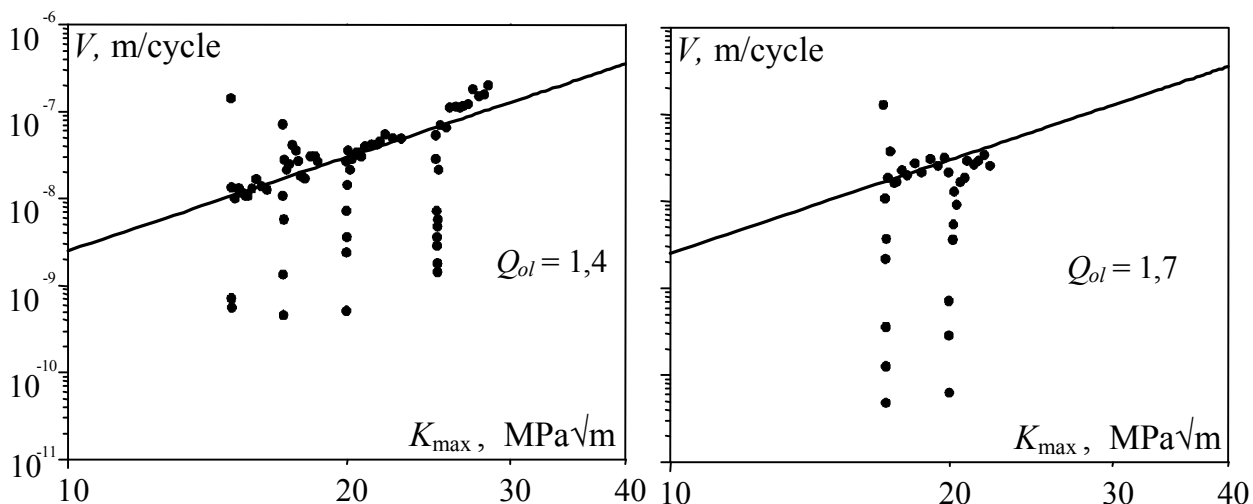 10⁻⁶
V, m/cycle
10⁻⁷
10⁻⁸
Q_ol = 1,4
10⁻⁹
10⁻¹⁰
K_max , MPa√m
10⁻¹¹
10 20 30 40
V, m/cycle
Q_ol = 1,7
K_max , MPa√m
10 20 30 40